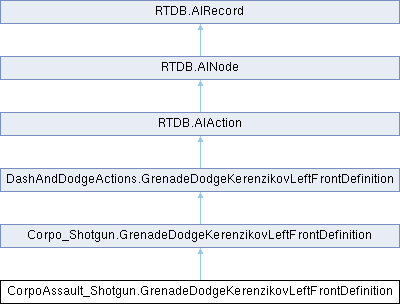 RTDB.AIRecord
RTDB.AINode
RTDB.AIAction
DashAndDodgeActions.GrenadeDodgeKerenzikovLeftFrontDefinition
Corpo_Shotgun.GrenadeDodgeKerenzikovLeftFrontDefinition
CorpoAssault_Shotgun.GrenadeDodgeKerenzikovLeftFrontDefinition